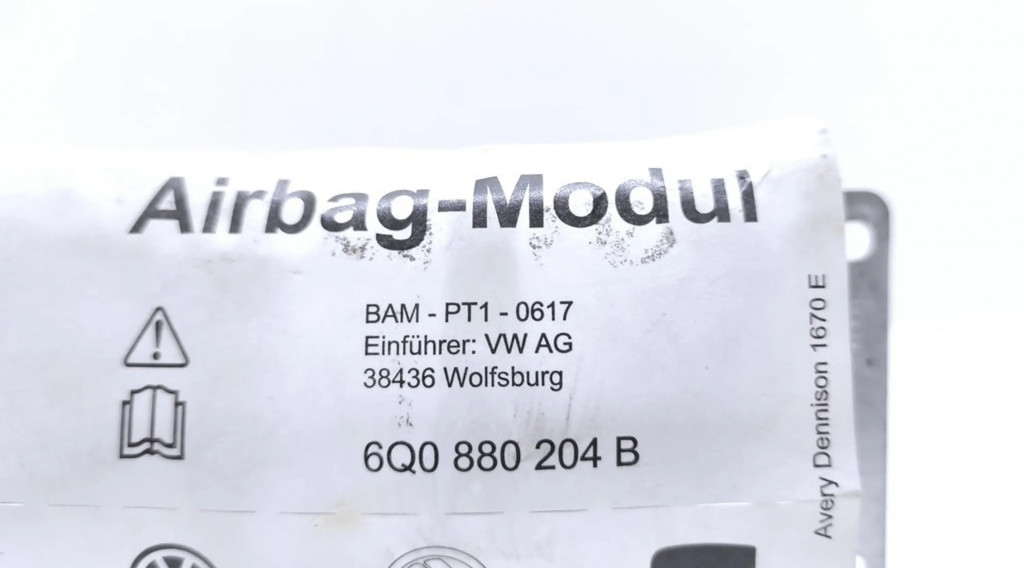 Airbag-Modul
BAM - PT1 - 0617
Einführer: VW AG
38436 Wolfsburg
6Q0 880 204 B
Avery Dennison 1670 E